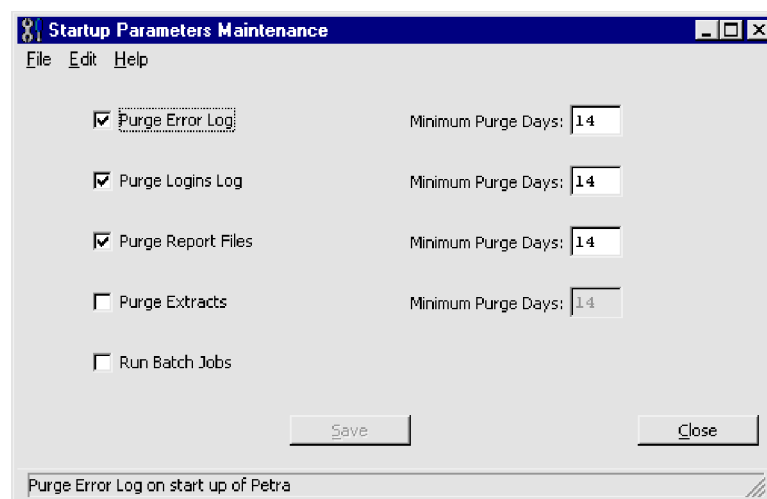 Startup Parameters Maintenance
File Edit Help
Purge Error Log Minimum Purge Days: 14
Purge Logins Log Minimum Purge Days: 14
Purge Report Files Minimum Purge Days: 14
Purge Extracts Minimum Purge Days: 14
Run Batch Jobs
Save Close
Purge Error Log on start up of Petra